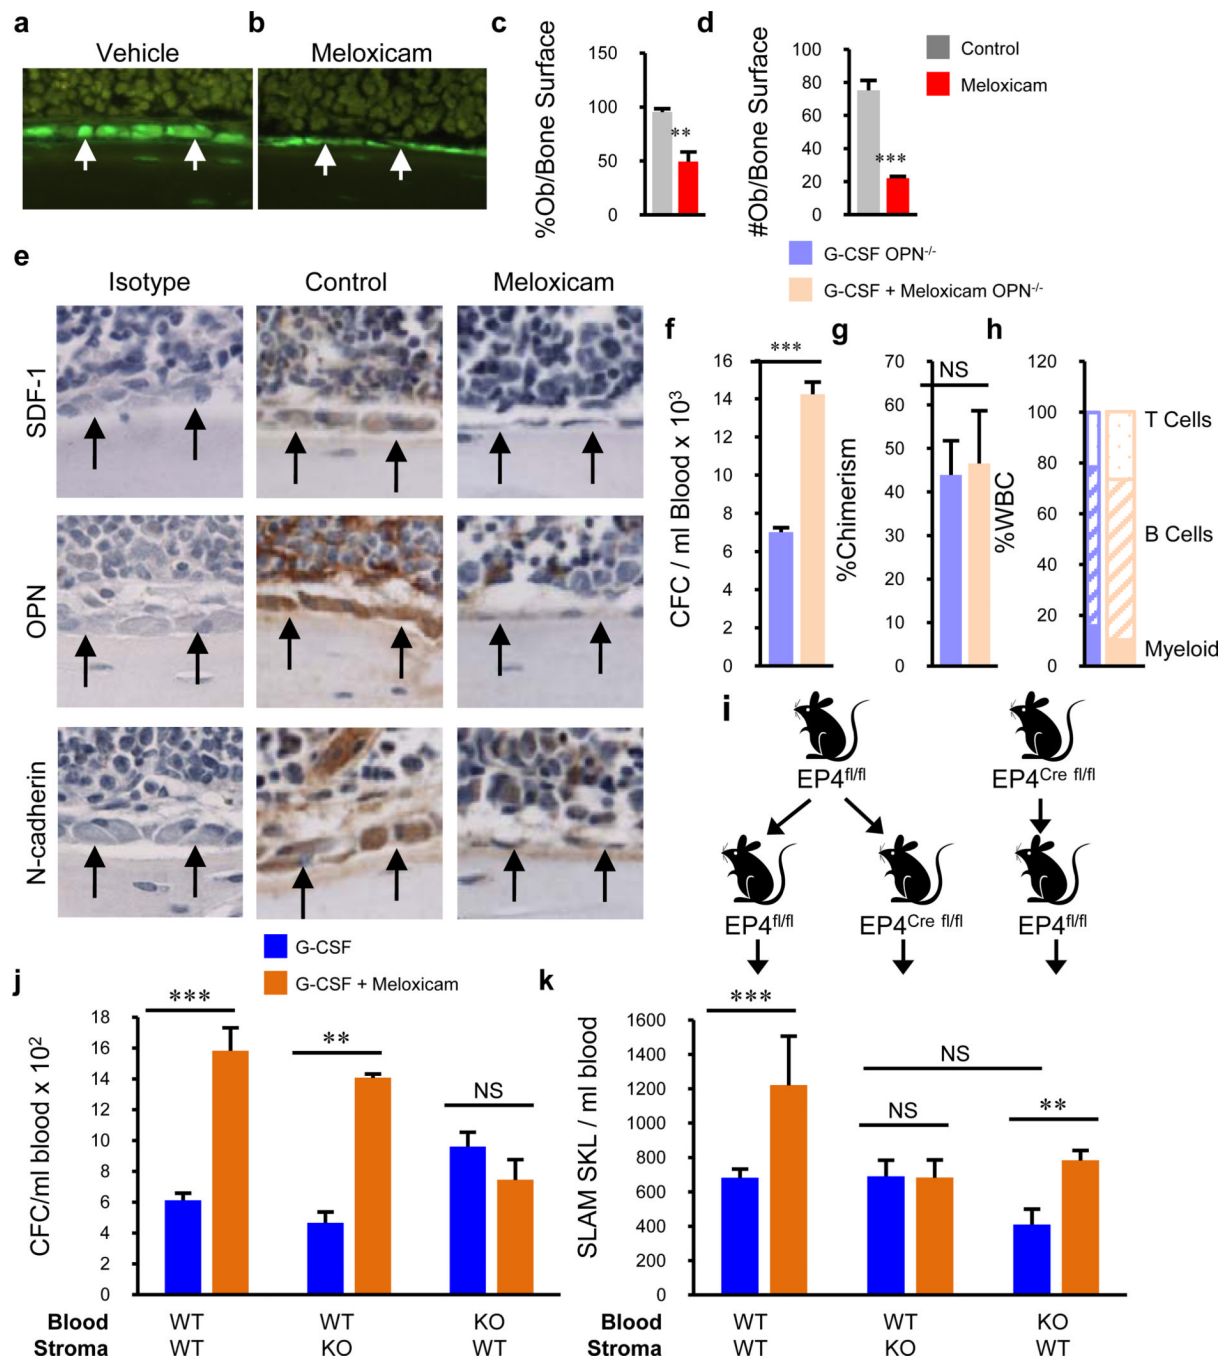 a
b
Vehicle
Meloxicam
c
%Ob/Bone Surface
150
100
50
0
**
d
#Ob/Bone Surface
100
80
60
40
20
0
***
Control
Meloxicam
e
Isotype
Control
Meloxicam
SDF-1
OPN
N-cadherin
G-CSF OPN-/-
G-CSF + Meloxicam OPN-/-
f
***
CFC / ml Blood x 10³
16
14
12
10
8
6
4
2
0
g
NS
%Chimerism
70
60
50
40
30
20
10
0
h
%WBC
120
100
80
60
40
20
0
T Cells
B Cells
Myeloid
i
EP4fl/fl
EP4Cre fl/fl
EP4fl/fl
EP4Cre fl/fl
EP4fl/fl
G-CSF
G-CSF + Meloxicam
j
CFC/ml blood x 10²
18
16
14
12
10
8
6
4
2
0
***
**
NS
Blood WT WT KO
Stroma WT KO WT
k
SLAM SKL / ml blood
1600
1400
1200
1000
800
600
400
200
0
***
NS
NS
**
WT WT KO
WT KO WT